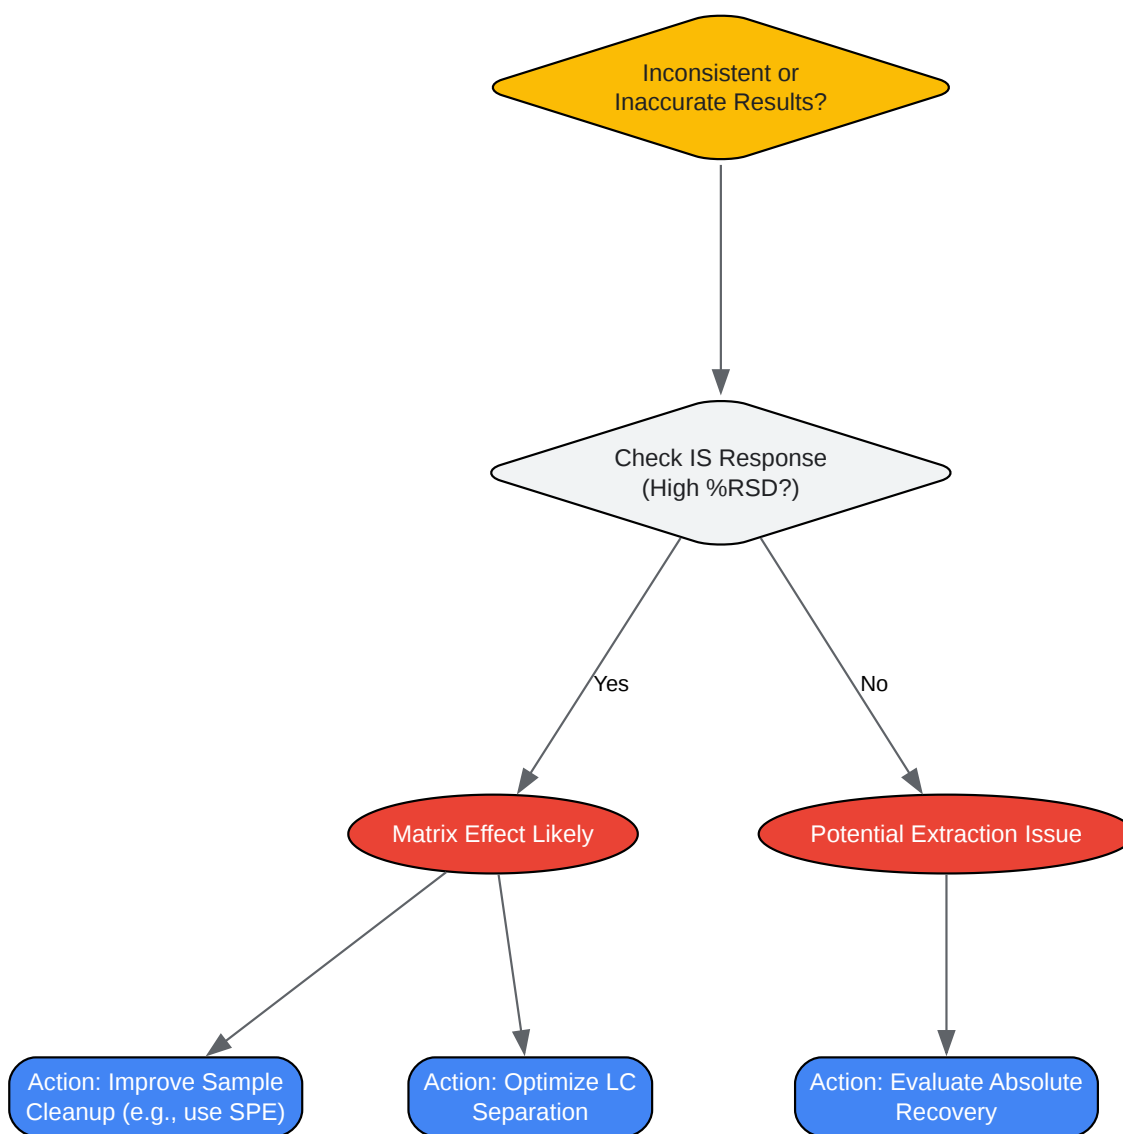 Inconsistent or
Inaccurate Results?
Check IS Response
(High %RSD?)
Yes
No
Matrix Effect Likely
Potential Extraction Issue
Action: Improve Sample
Cleanup (e.g., use SPE)
Action: Optimize LC
Separation
Action: Evaluate Absolute
Recovery